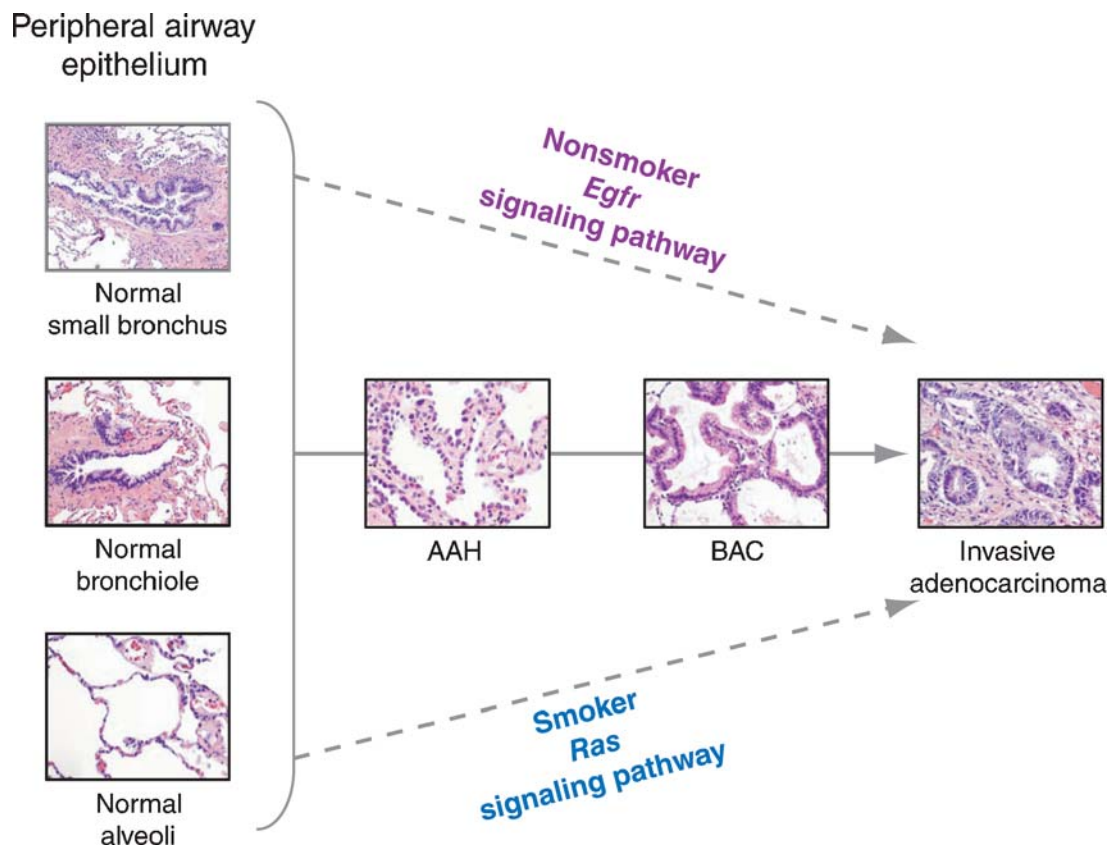 Peripheral airway
epithelium
Normal
small bronchus
Normal
bronchiole
Normal
alveoli
Nonsmoker
Egfr
signaling pathway
AAH
BAC
Invasive
adenocarcinoma
Smoker
Ras
signaling pathway